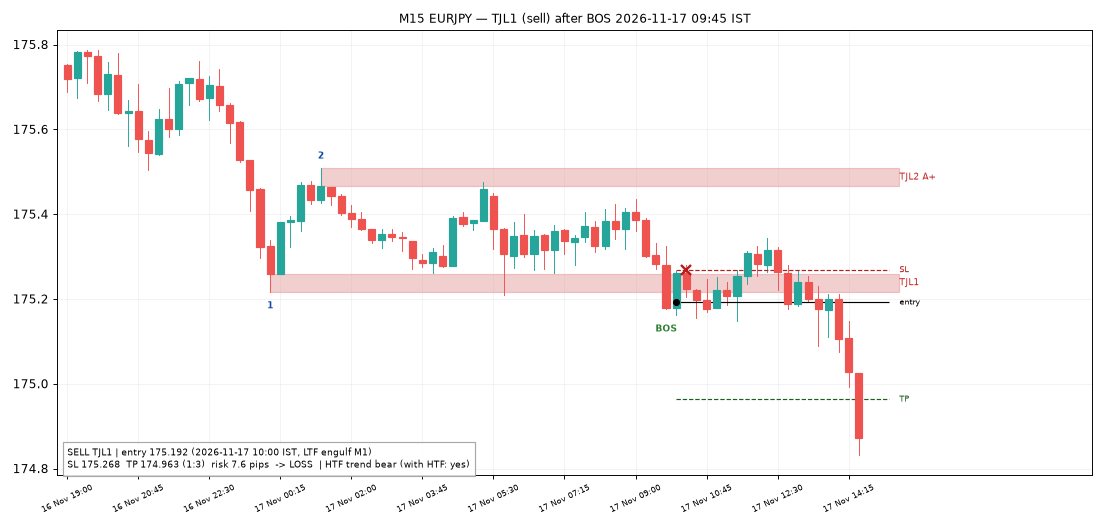 M15 EURJPY — TJL1 (sell) after BOS 2026-11-17 09:45 IST
175.8
175.6
175.4
175.2
175.0
174.8
2
1
BOS
TJL2 A+
SL
TJL1
entry
TP
SELL TJL1 | entry 175.192 (2026-11-17 10:00 IST, LTF engulf M1)
SL 175.268  TP 174.963 (1:3)  risk 7.6 pips  -> LOSS  | HTF trend bear (with HTF: yes)
16 Nov 19:00
16 Nov 20:45
16 Nov 22:30
17 Nov 00:15
17 Nov 02:00
17 Nov 03:45
17 Nov 05:30
17 Nov 07:15
17 Nov 09:00
17 Nov 10:45
17 Nov 12:30
17 Nov 14:15